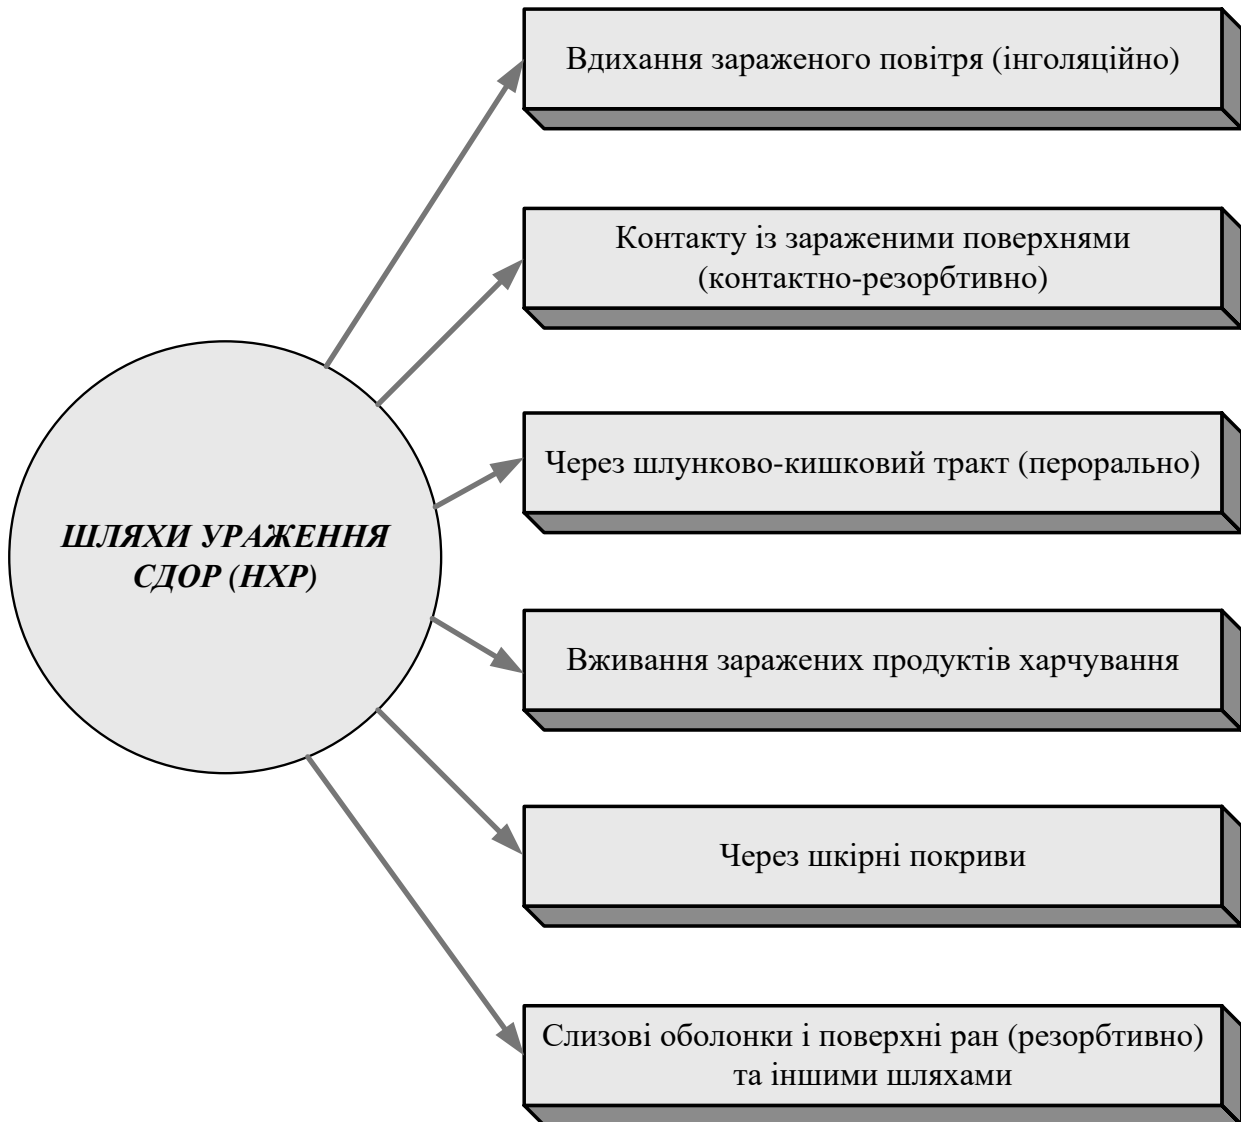 Вдихання зараженого повітря (інголяційно)
Контакту із зараженими поверхнями
(контактно-резорбтивно)
Через шлунково-кишковий тракт (перорально)
ШЛЯХИ УРАЖЕННЯ
СДОР (НХР)
Вживання заражених продуктів харчування
Через шкірні покриви
Слизові оболонки і поверхні ран (резорбтивно)
та іншими шляхами